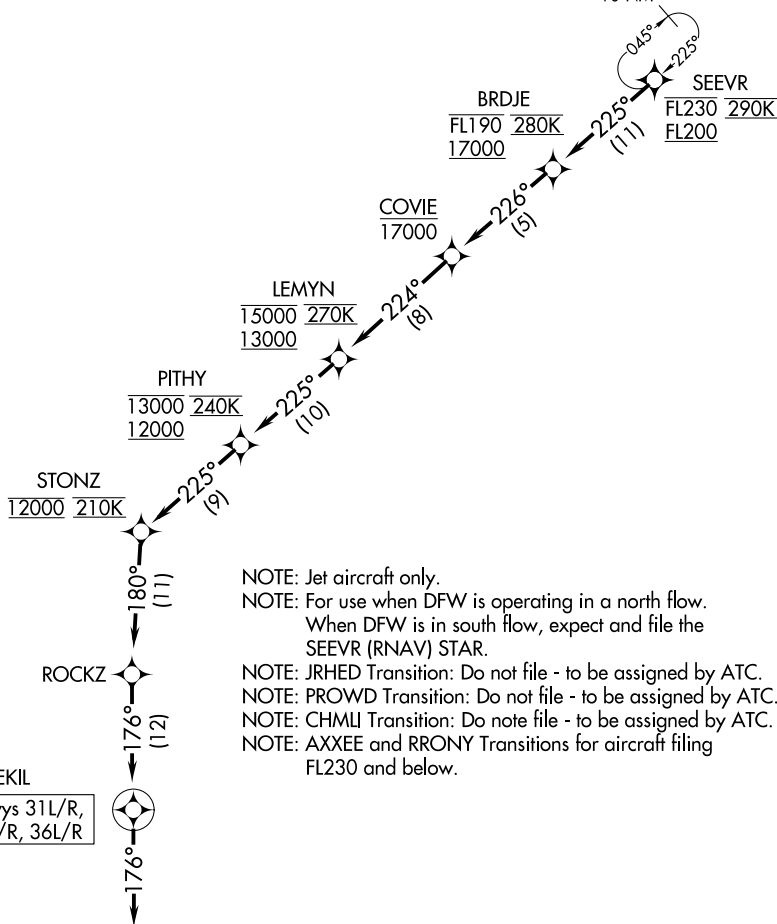 045°
225°
SEEVR
FL230 290K
FL200
225°
(11)
BRDJE
FL190 280K
17000
226°
(5)
COVIE
17000
224°
(8)
LEMYN
15000 270K
13000
225°
(10)
PITHY
13000 240K
12000
225°
(9)
STONZ
12000 210K
180°
(11)
NOTE: Jet aircraft only.
NOTE: For use when DFW is operating in a north flow.
When DFW is in south flow, expect and file the
SEEVR (RNAV) STAR.
NOTE: JRHED Transition: Do not file - to be assigned by ATC.
NOTE: PROWD Transition: Do not file - to be assigned by ATC.
NOTE: CHMLI Transition: Do note file - to be assigned by ATC.
NOTE: AXXEE and RRONY Transitions for aircraft filing
FL230 and below.
ROCKZ
176°
(12)
EKIL
ys 31L/R,
/R, 36L/R
176°